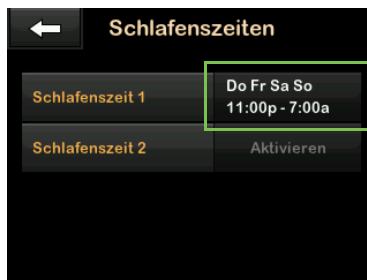 Schlafenszeiten
Schlafenszeit 1
Do Fr Sa So
11:00p - 7:00a
Schlafenszeit 2
Aktivieren